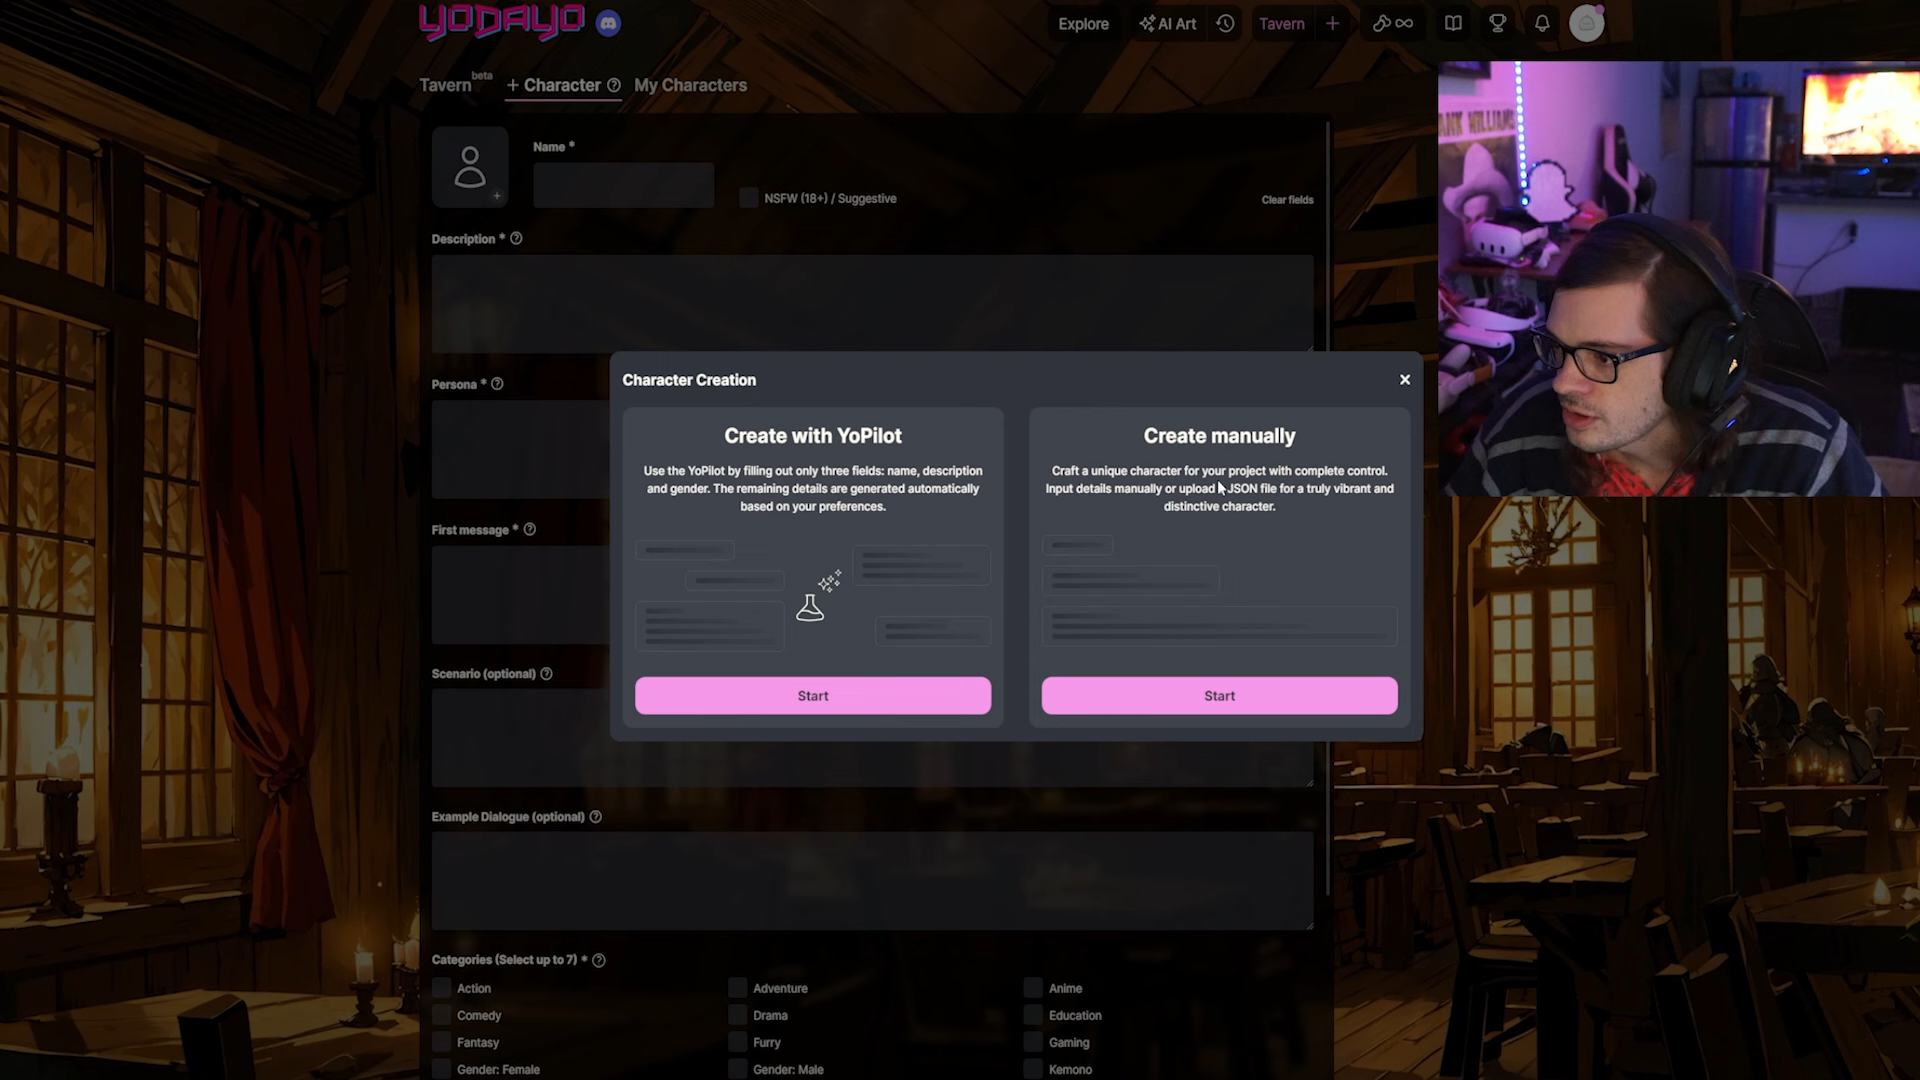 YODAYO
Explore
AI Art
Tavern
Tavern beta
+ Character
My Characters
Name *
NSFW (18+) / Suggestive
Clear fields
Description *
Persona *
First message *
Scenario (optional)
Example Dialogue (optional)
Character Creation
Create with YoPilot
Use the YoPilot by filling out only three fields: name, description
and gender. The remaining details are generated automatically
based on your preferences.
Start
Create manually
Craft a unique character for your project with complete control.
Input details manually or upload JSON file for a truly vibrant and
distinctive character.
Start
Categories (Select up to 7) *
Action
Adventure
Anime
Comedy
Drama
Education
Fantasy
Furry
Gaming
Gender: Female
Gender: Male
Kemono
ANK WILLIAMS